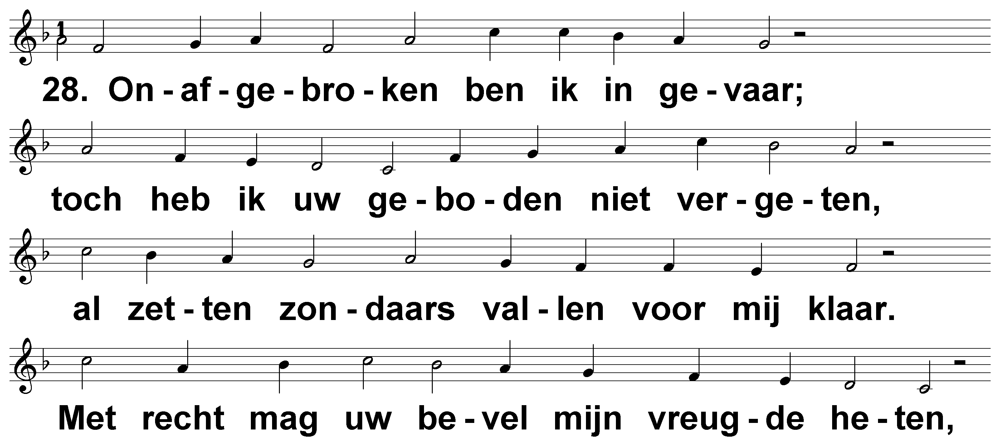 1
28. On - af - ge - bro - ken ben ik in ge - vaar;
toch heb ik uw ge - bo - den niet ver - ge - ten,
al zet - ten zon - daars val - len voor mij klaar.
Met recht mag uw be - vel mijn vreug - de he - ten,